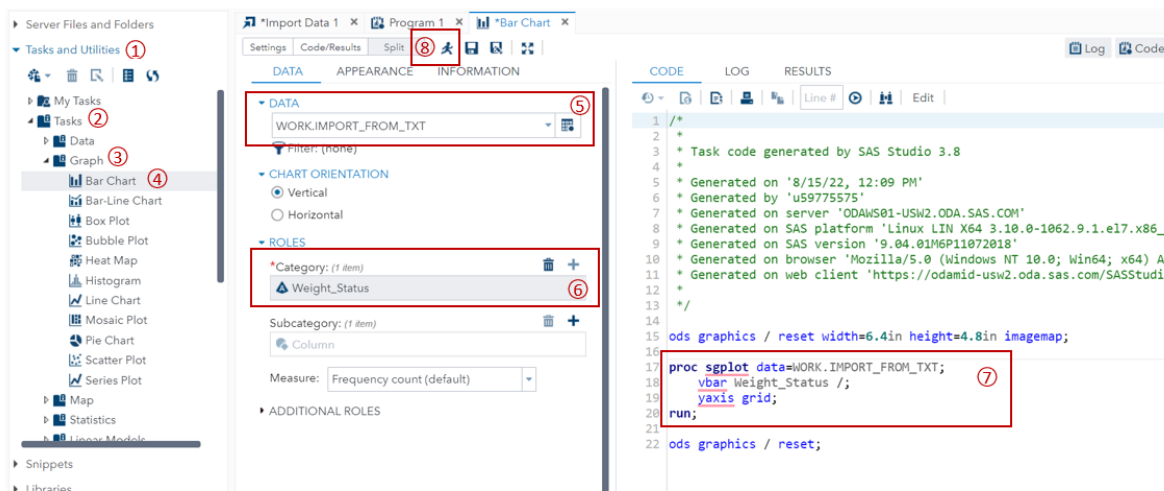 Server Files and Folders
Tasks and Utilities ①
My Tasks
Tasks ②
Data
Graph ③
Bar Chart ④
Bar-Line Chart
Box Plot
Bubble Plot
Heat Map
Histogram
Line Chart
Mosaic Plot
Pie Chart
Scatter Plot
Series Plot
Map
Statistics
Linear Models
Snippets
Libraries
*Import Data 1 × Program 1 × *Bar Chart ×
Settings Code/Results Split ⑧
DATA APPEARANCE INFORMATION
DATA ⑤
WORK.IMPORT_FROM_TXT
Filter: (none)
CHART ORIENTATION
Vertical
Horizontal
ROLES
*Category: (1 item)
Weight_Status ⑥
Subcategory: (1 item)
Column
Measure: Frequency count (default)
ADDITIONAL ROLES
Log Code
CODE LOG RESULTS
Line # Edit
1 /*
2 *
3 * Task code generated by SAS Studio 3.8
4 *
5 * Generated on '8/15/22, 12:09 PM'
6 * Generated by 'u59775575'
7 * Generated on server 'ODAWS01-USW2.ODA.SAS.COM'
8 * Generated on SAS platform 'Linux LIN X64 3.10.0-1062.9.1.el7.x86_
9 * Generated on SAS version '9.04.01M6P11072018'
10 * Generated on browser 'Mozilla/5.0 (Windows NT 10.0; Win64; x64) A
11 * Generated on web client 'https://odamid-usw2.oda.sas.com/SASStudi
12 *
13 */
14
15 ods graphics / reset width=6.4in height=4.8in imagemap;
16
17 proc sgplot data=WORK.IMPORT_FROM_TXT; ⑦
18 vbar Weight_Status /;
19 yaxis grid;
20 run;
21
22 ods graphics / reset;